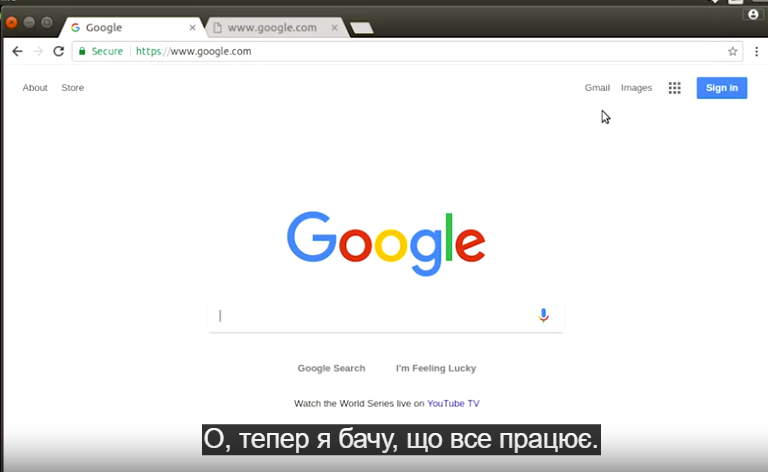 Google
www.google.com
Secure
https://www.google.com
About
Store
Gmail
Images
Sign in
Google
Google Search
I'm Feeling Lucky
Watch the World Series live on YouTube TV
О, тепер я бачу, що все працює.